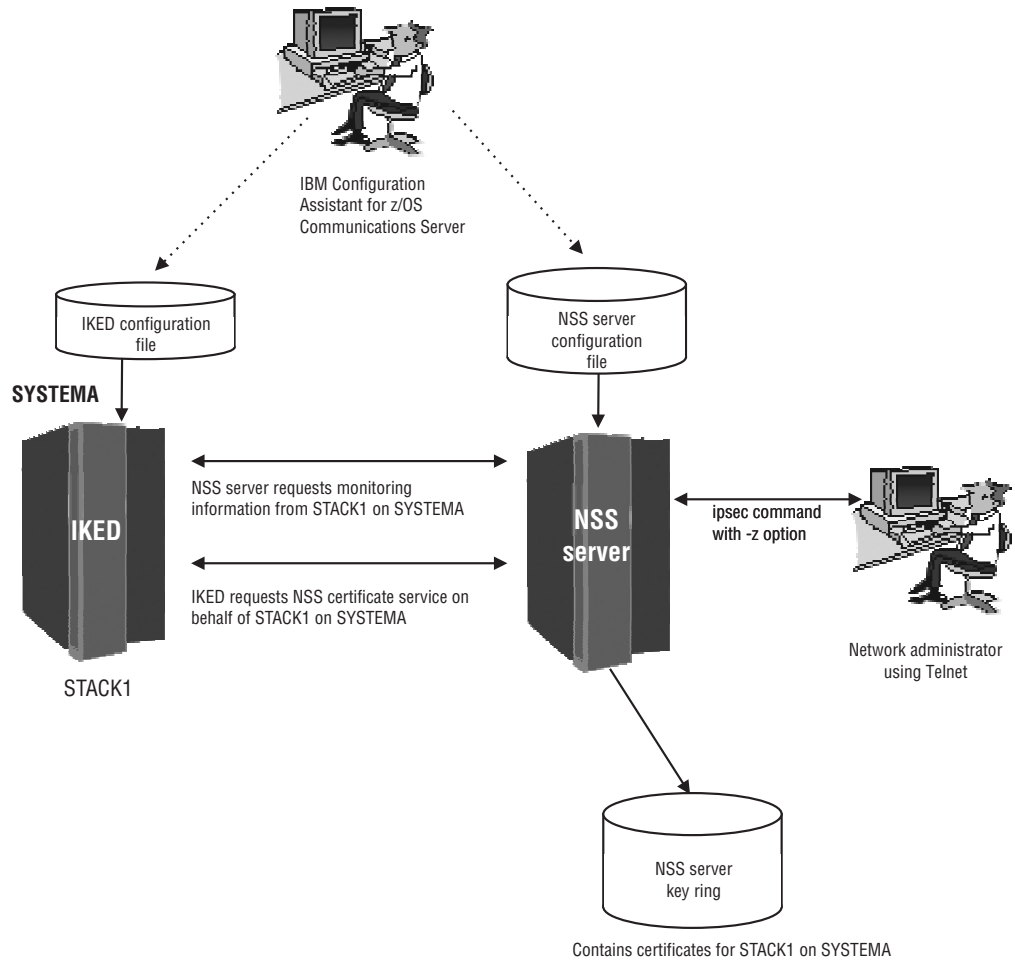 IBM Configuration
Assistant for z/OS
Communications Server
IKED configuration
file
NSS server
configuration
file
SYSTEMA
IKED
STACK1
NSS server requests monitoring
information from STACK1 on SYSTEMA
IKED requests NSS certificate service on
behalf of STACK1 on SYSTEMA
NSS
server
ipsec command
with -z option
Network administrator
using Telnet
NSS server
key ring
Contains certificates for STACK1 on SYSTEMA